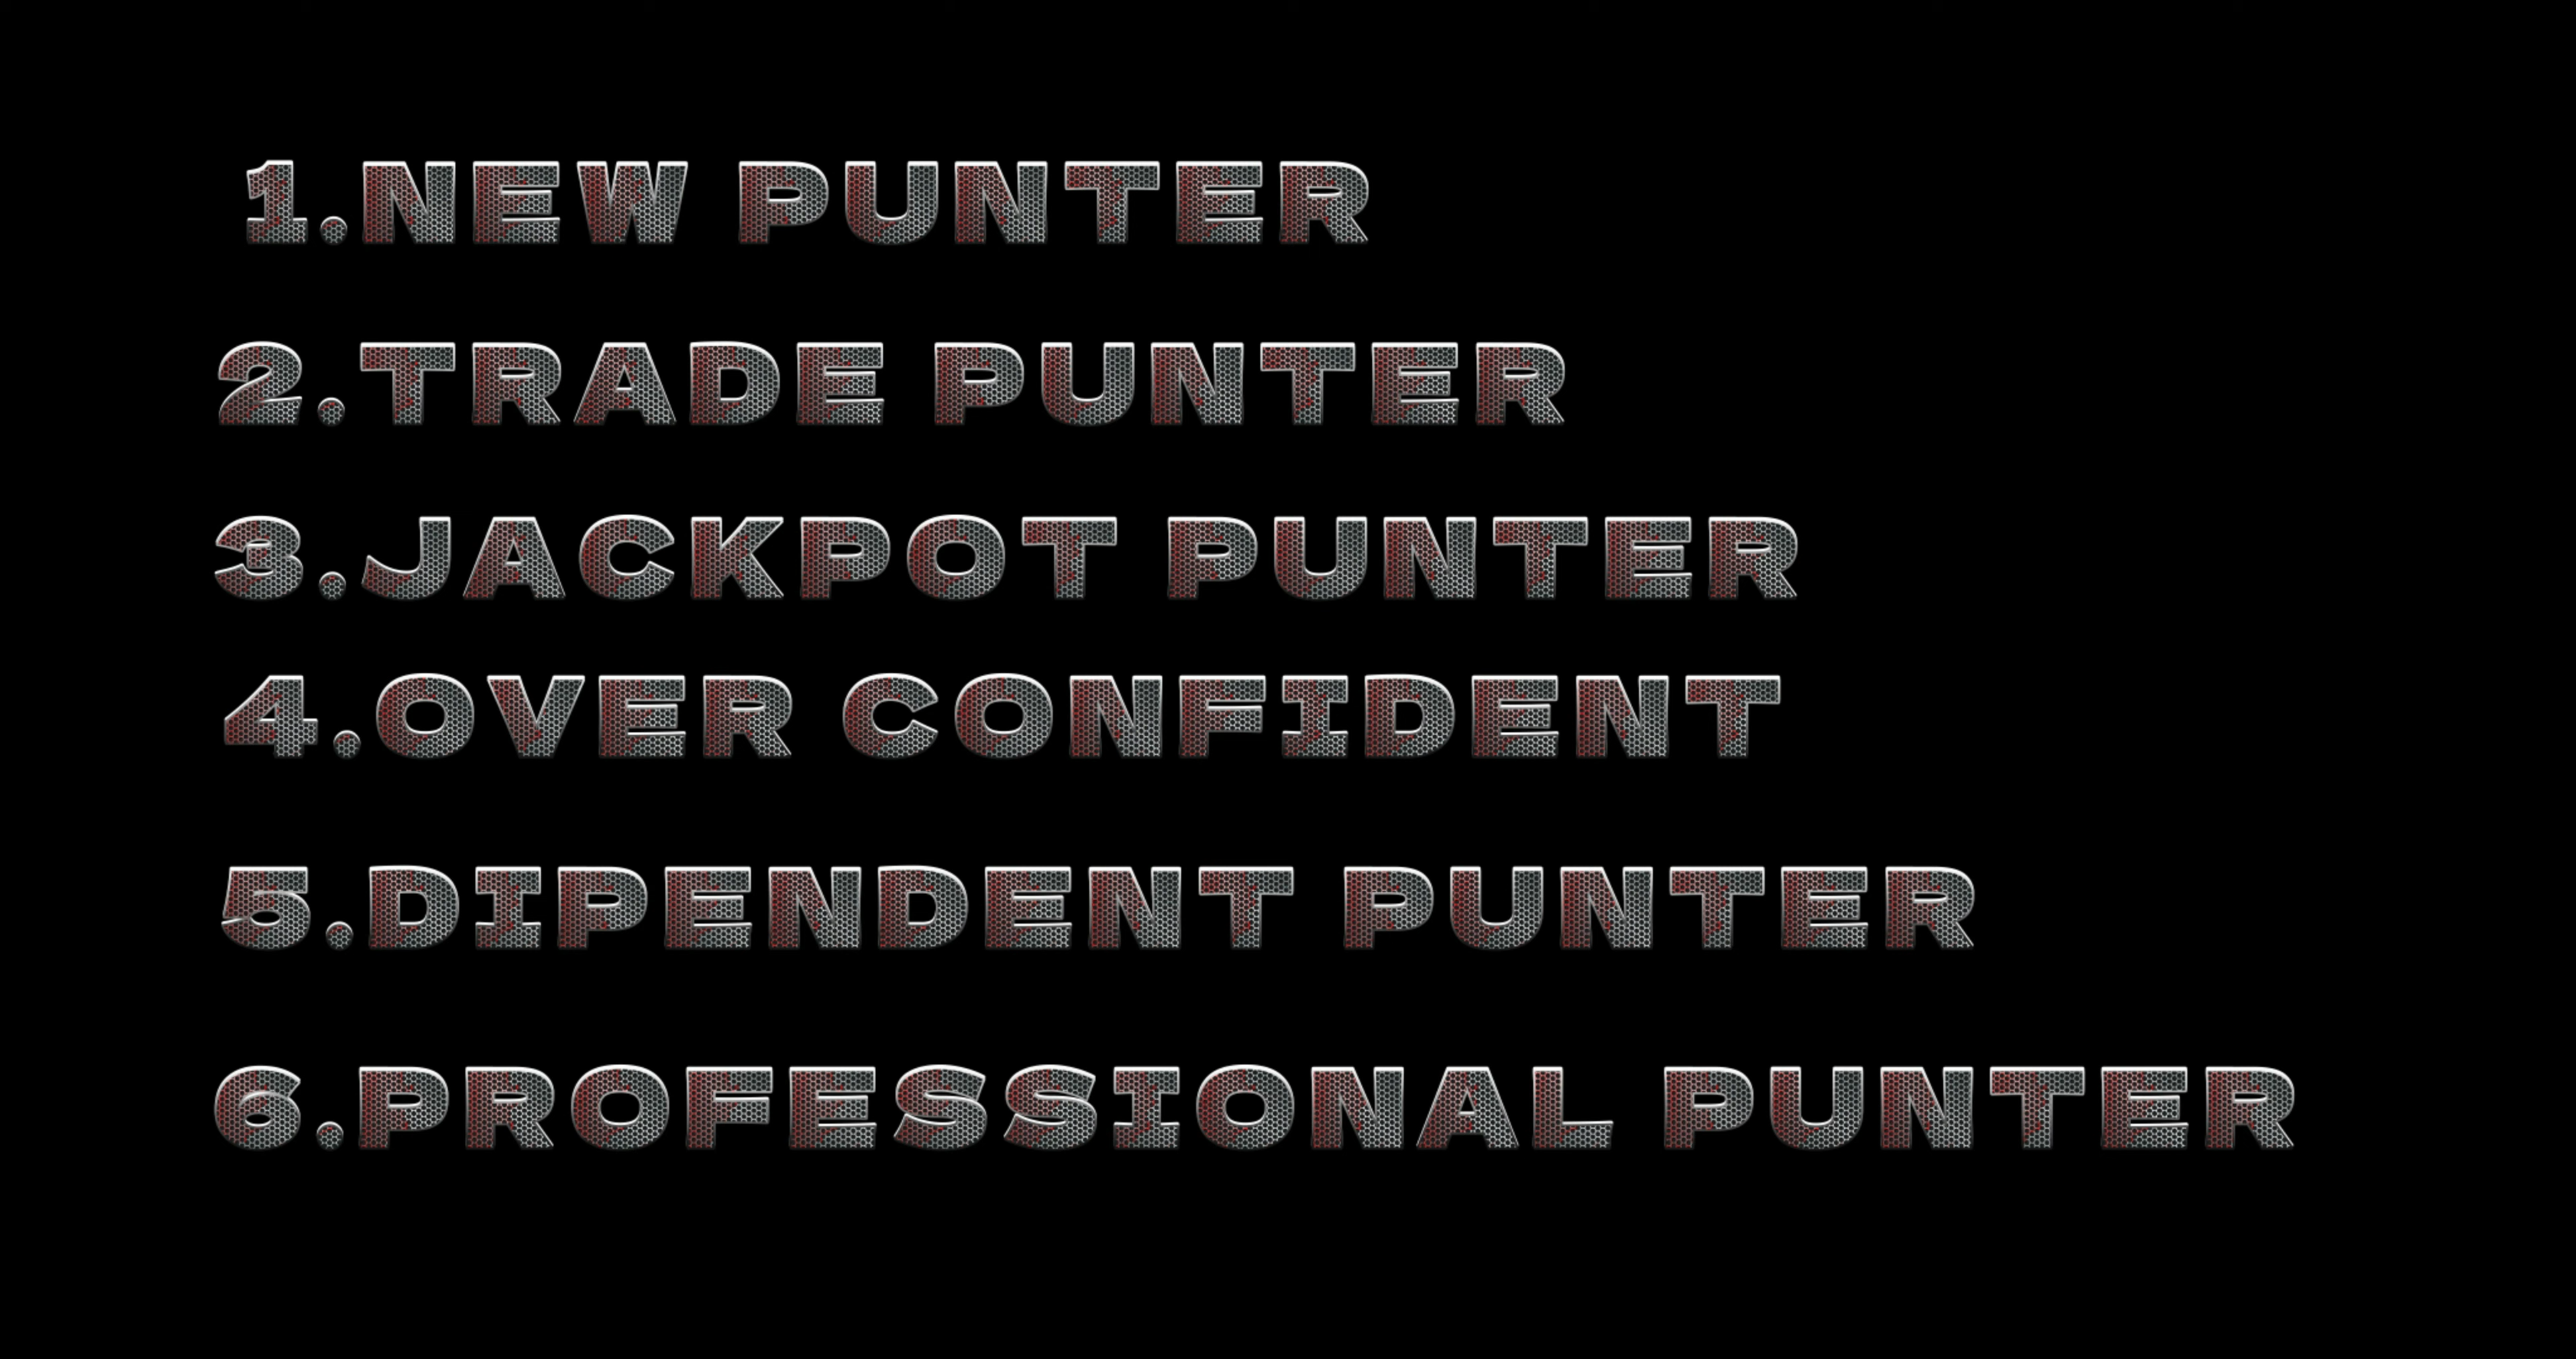 1.NEW PUNTER
2.TRADE PUNTER
3.JACKPOT PUNTER
4.OVER CONFIDENT
5.DIPENDENT PUNTER
6.PROFESSIONAL PUNTER